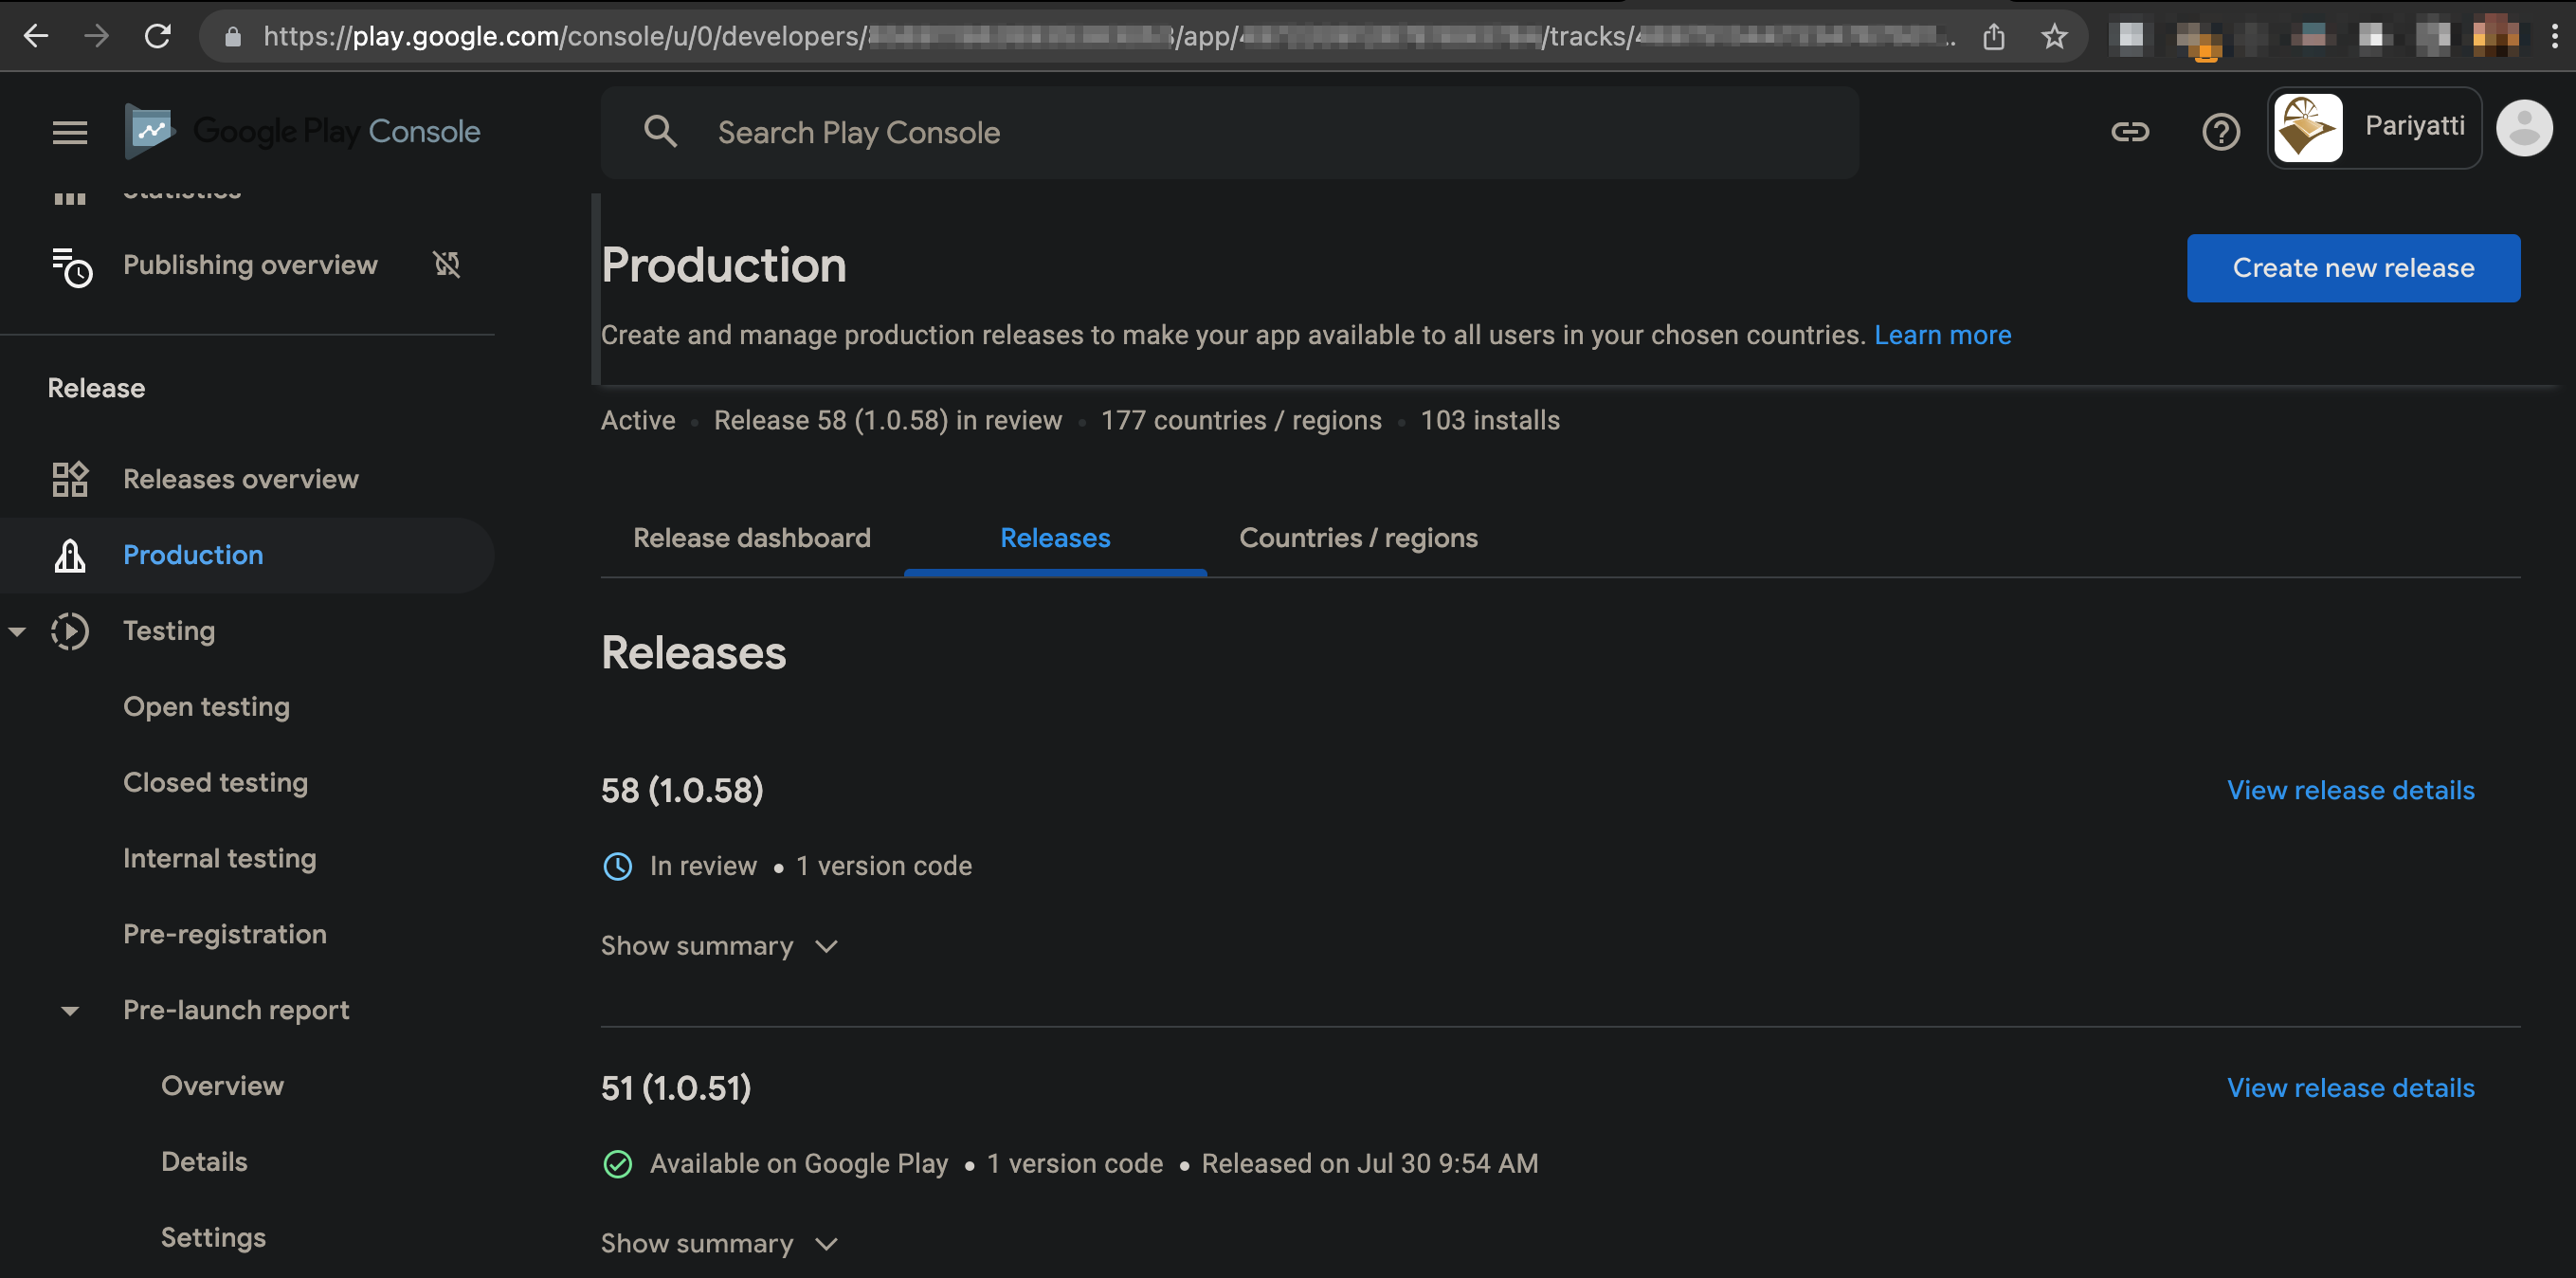 https://play.google.com/console/u/0/developers/ /app/ /tracks/
Google Play Console
Search Play Console
Pariyatti
Statistics
Publishing overview
Release
Releases overview
Production
Testing
Open testing
Closed testing
Internal testing
Pre-registration
Pre-launch report
Overview
Details
Settings
Production
Create new release
Create and manage production releases to make your app available to all users in your chosen countries. Learn more
Active • Release 58 (1.0.58) in review • 177 countries / regions • 103 installs
Release dashboard
Releases
Countries / regions
Releases
58 (1.0.58)
View release details
In review • 1 version code
Show summary
51 (1.0.51)
View release details
Available on Google Play • 1 version code • Released on Jul 30 9:54 AM
Show summary